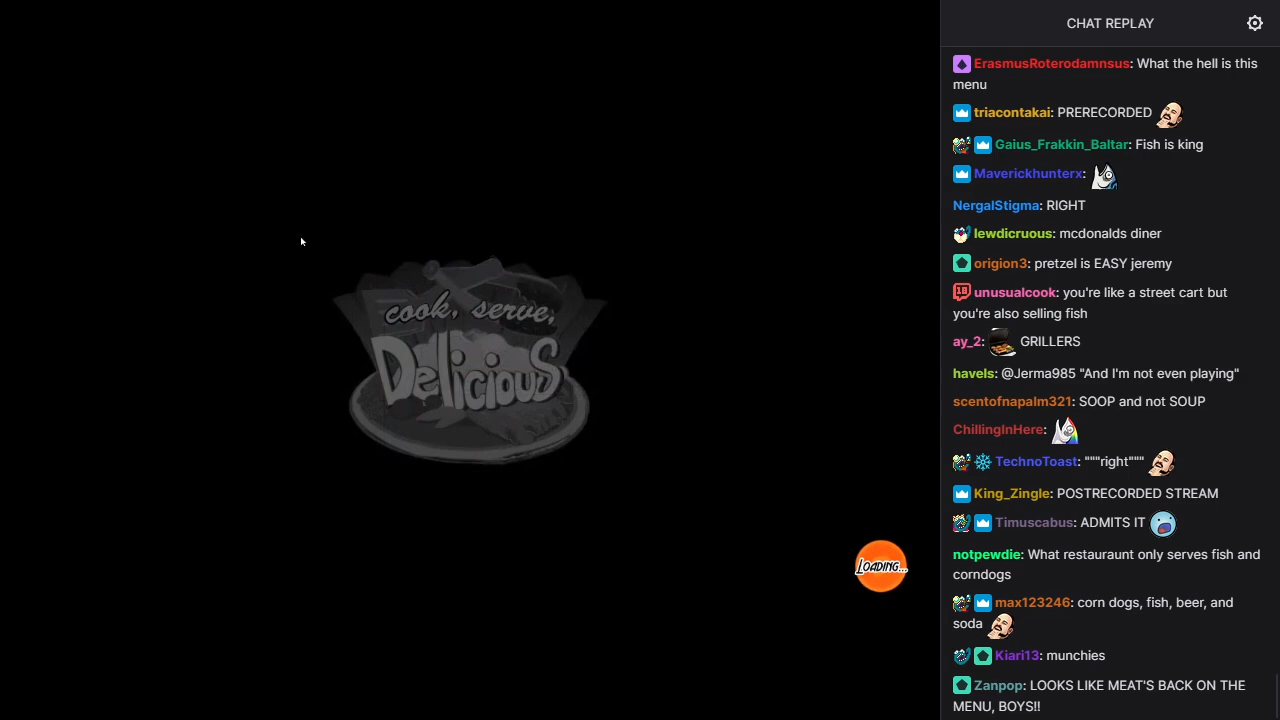 cook, serve,
Delicious
LOADING...
CHAT REPLAY
ErasmusRoterodamnsus: What the hell is this
menu
triacontakai: PRERECORDED
Gaius_Frakkin_Baltar: Fish is king
Maverickhunterx:
NergalStigma: RIGHT
lewdicruous: mcdonalds diner
origion3: pretzel is EASY jeremy
unusualcook: you're like a street cart but
you're also selling fish
ay_2: GRILLERS
havels: @Jerma985 "And I'm not even playing"
scentofnapalm321: SOOP and not SOUP
ChillingInHere:
TechnoToast: """right"""
King_Zingle: POSTRECORDED STREAM
Timuscabus: ADMITS IT
notpewdie: What restauraunt only serves fish and
corndogs
max123246: corn dogs, fish, beer, and
soda
Kiari13: munchies
Zanpop: LOOKS LIKE MEAT'S BACK ON THE
MENU, BOYS!!